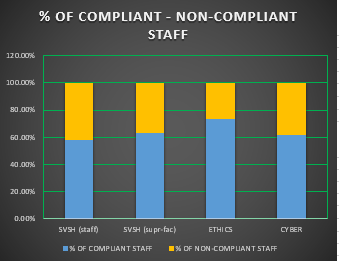 % OF COMPLIANT - NON-COMPLIANT
STAFF
120.00%
100.00%
80.00%
60.00%
40.00%
20.00%
0.00%
SVSH (staff) SVSH (supr-fac) ETHICS CYBER
% OF COMPLIANT STAFF % OF NON-COMPLIANT STAFF